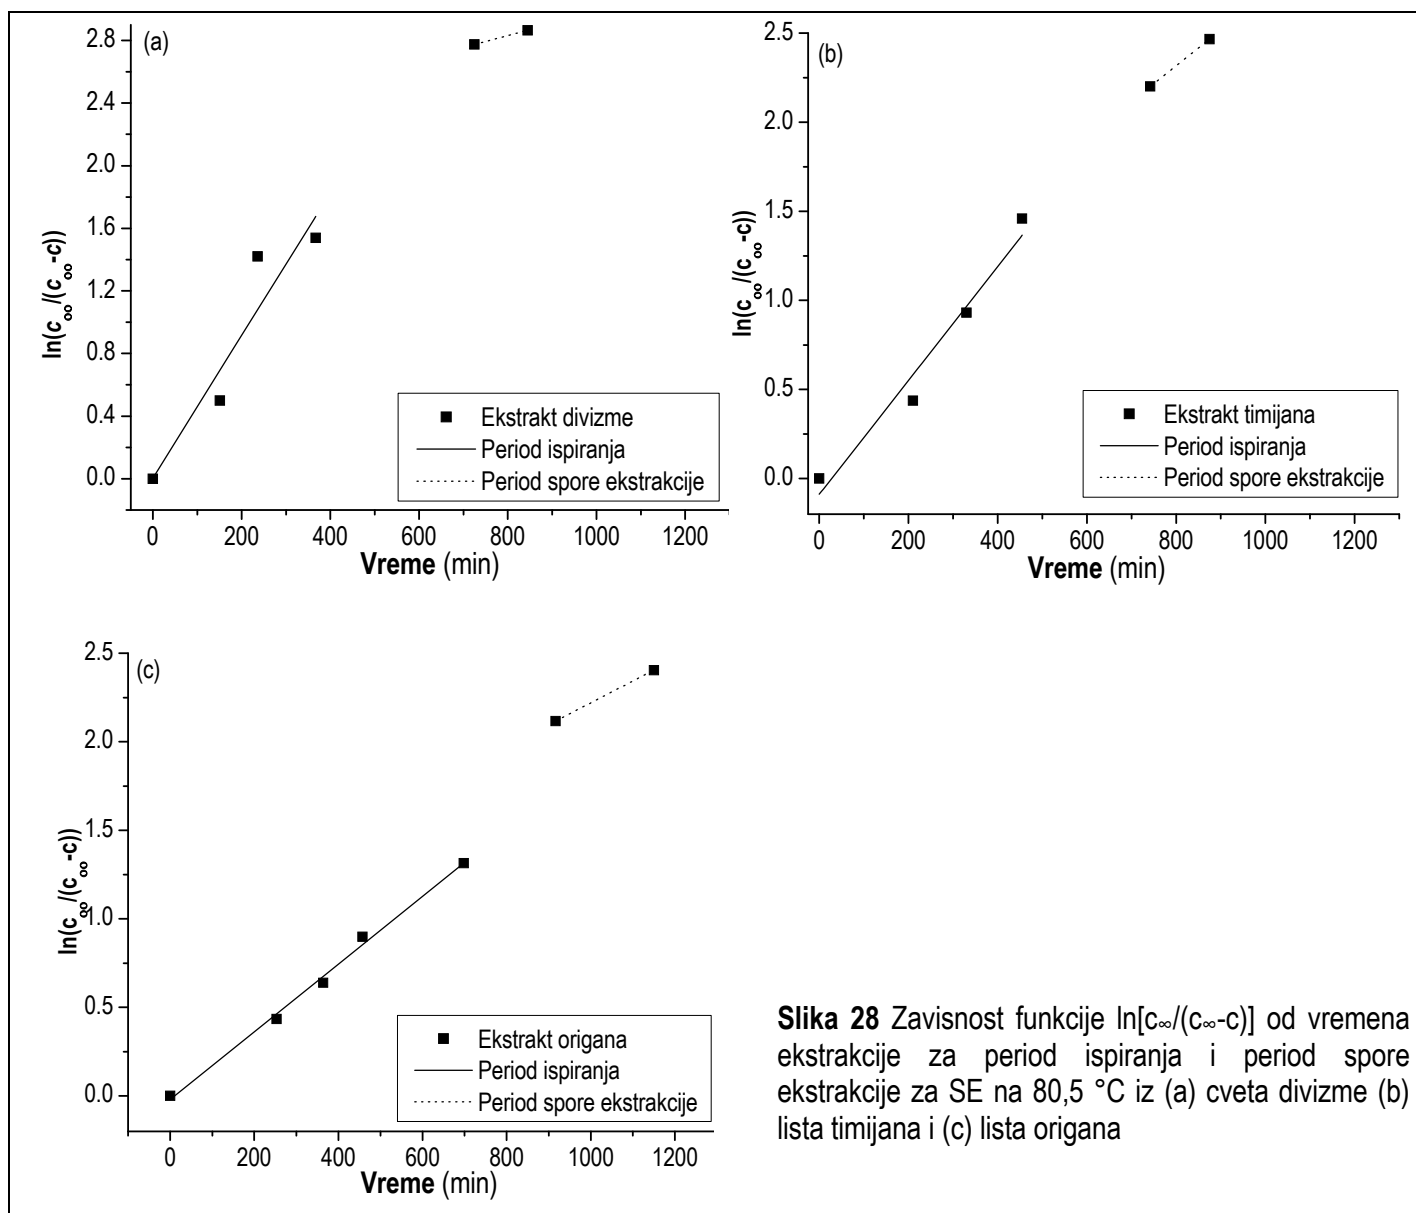 (a)
2.8
2.4
2.0
1.6
1.2
0.8
0.4
0.0
ln(c∞/(c∞-c))
Ekstrakt divizme
Period ispiranja
Period spore ekstrakcije
0 200 400 600 800 1000 1200
Vreme (min)
(b)
2.5
2.0
1.5
1.0
0.5
0.0
ln(c∞/(c∞-c))
Ekstrakt timijana
Period ispiranja
Period spore ekstrakcije
0 200 400 600 800 1000 1200
Vreme (min)
(c)
2.5
2.0
1.5
1.0
0.5
0.0
ln(c∞/(c∞-c))
Ekstrakt origana
Period ispiranja
Period spore ekstrakcije
0 200 400 600 800 1000 1200
Vreme (min)
Slika 28 Zavisnost funkcije ln[c∞/(c∞-c)] od vremena
ekstrakcije za period ispiranja i period spore
ekstrakcije za SE na 80,5 °C iz (a) cveta divizme (b)
lista timijana i (c) lista origana